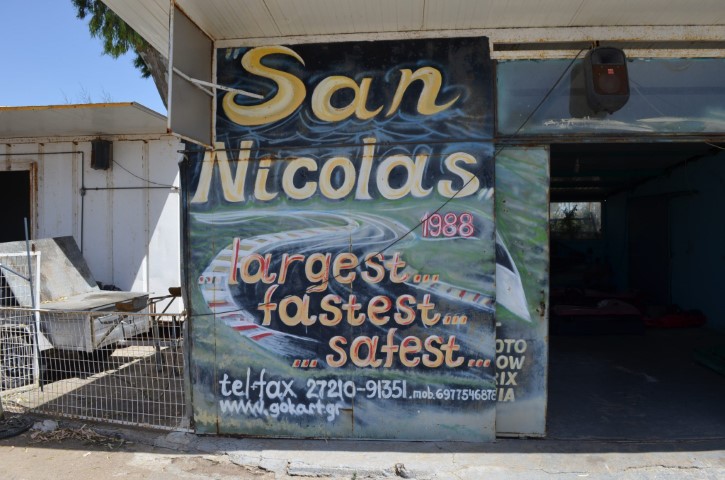 San
Nicolas
1988
...largest...
fastest...
...safest...
tel-fax 27210-91351.mob.6977546878
www.gokart.gr
OTO
OW
RIX
IA